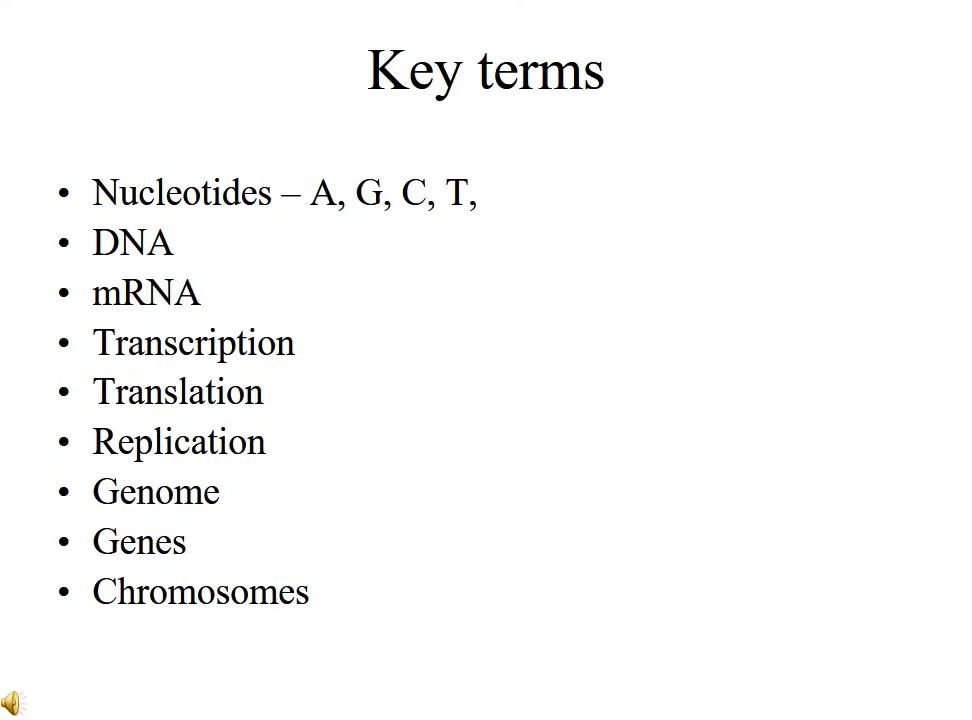 Key terms
• Nucleotides – A, G, C, T,
• DNA
• mRNA
• Transcription
• Translation
• Replication
• Genome
• Genes
• Chromosomes